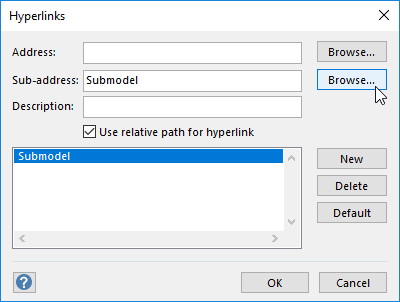 Hyperlinks
Address: Browse...
Sub-address: Submodel Browse...
Description:
Use relative path for hyperlink
Submodel New
Delete
Default
? OK Cancel